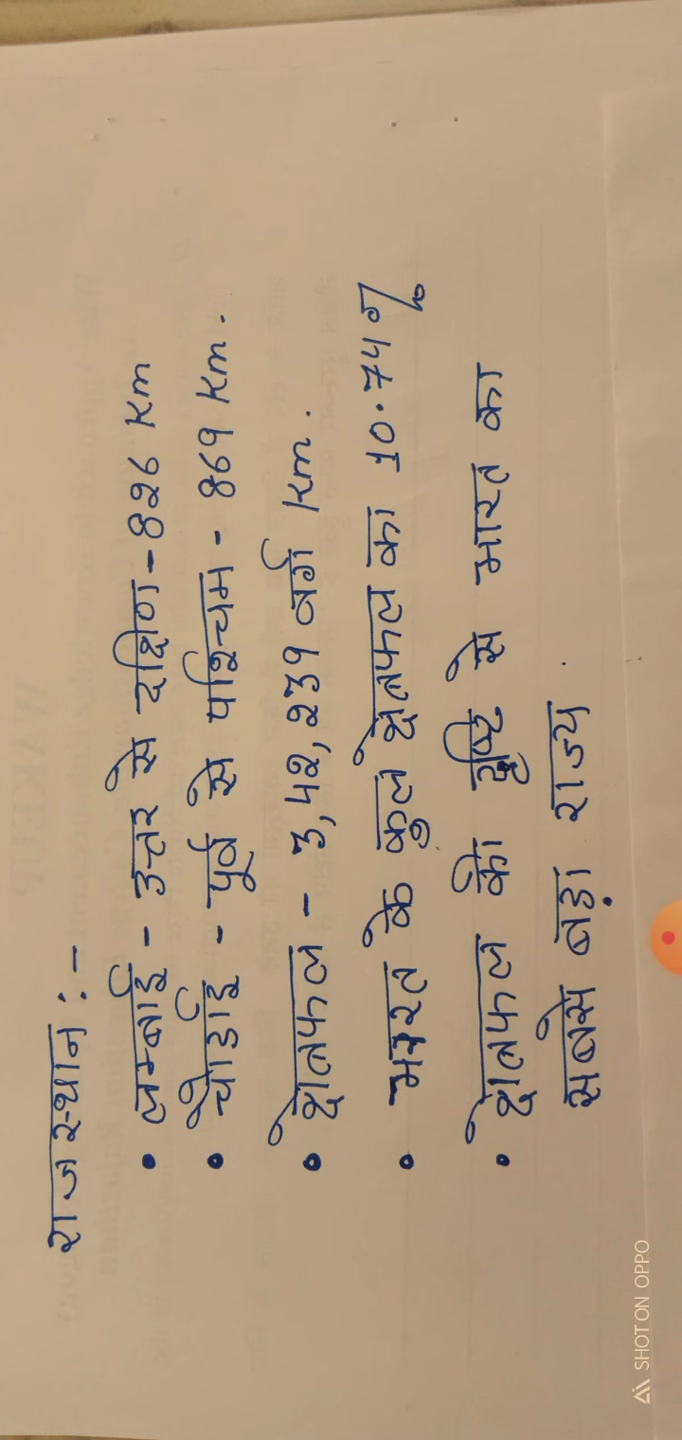 राजस्थान :-
• लम्बाई - उत्तर से दक्षिण - 826 Km
• चौडाई - पूर्व से पश्चिम - 869 Km.
• क्षेत्रफल - 3,42,239 वर्ग Km.
• भारत के कुल क्षेत्रफल का 10.74%
• क्षेत्रफल की दृष्टि से भारत का
सबसे बड़ा राज्य.
SHOT ON OPPO